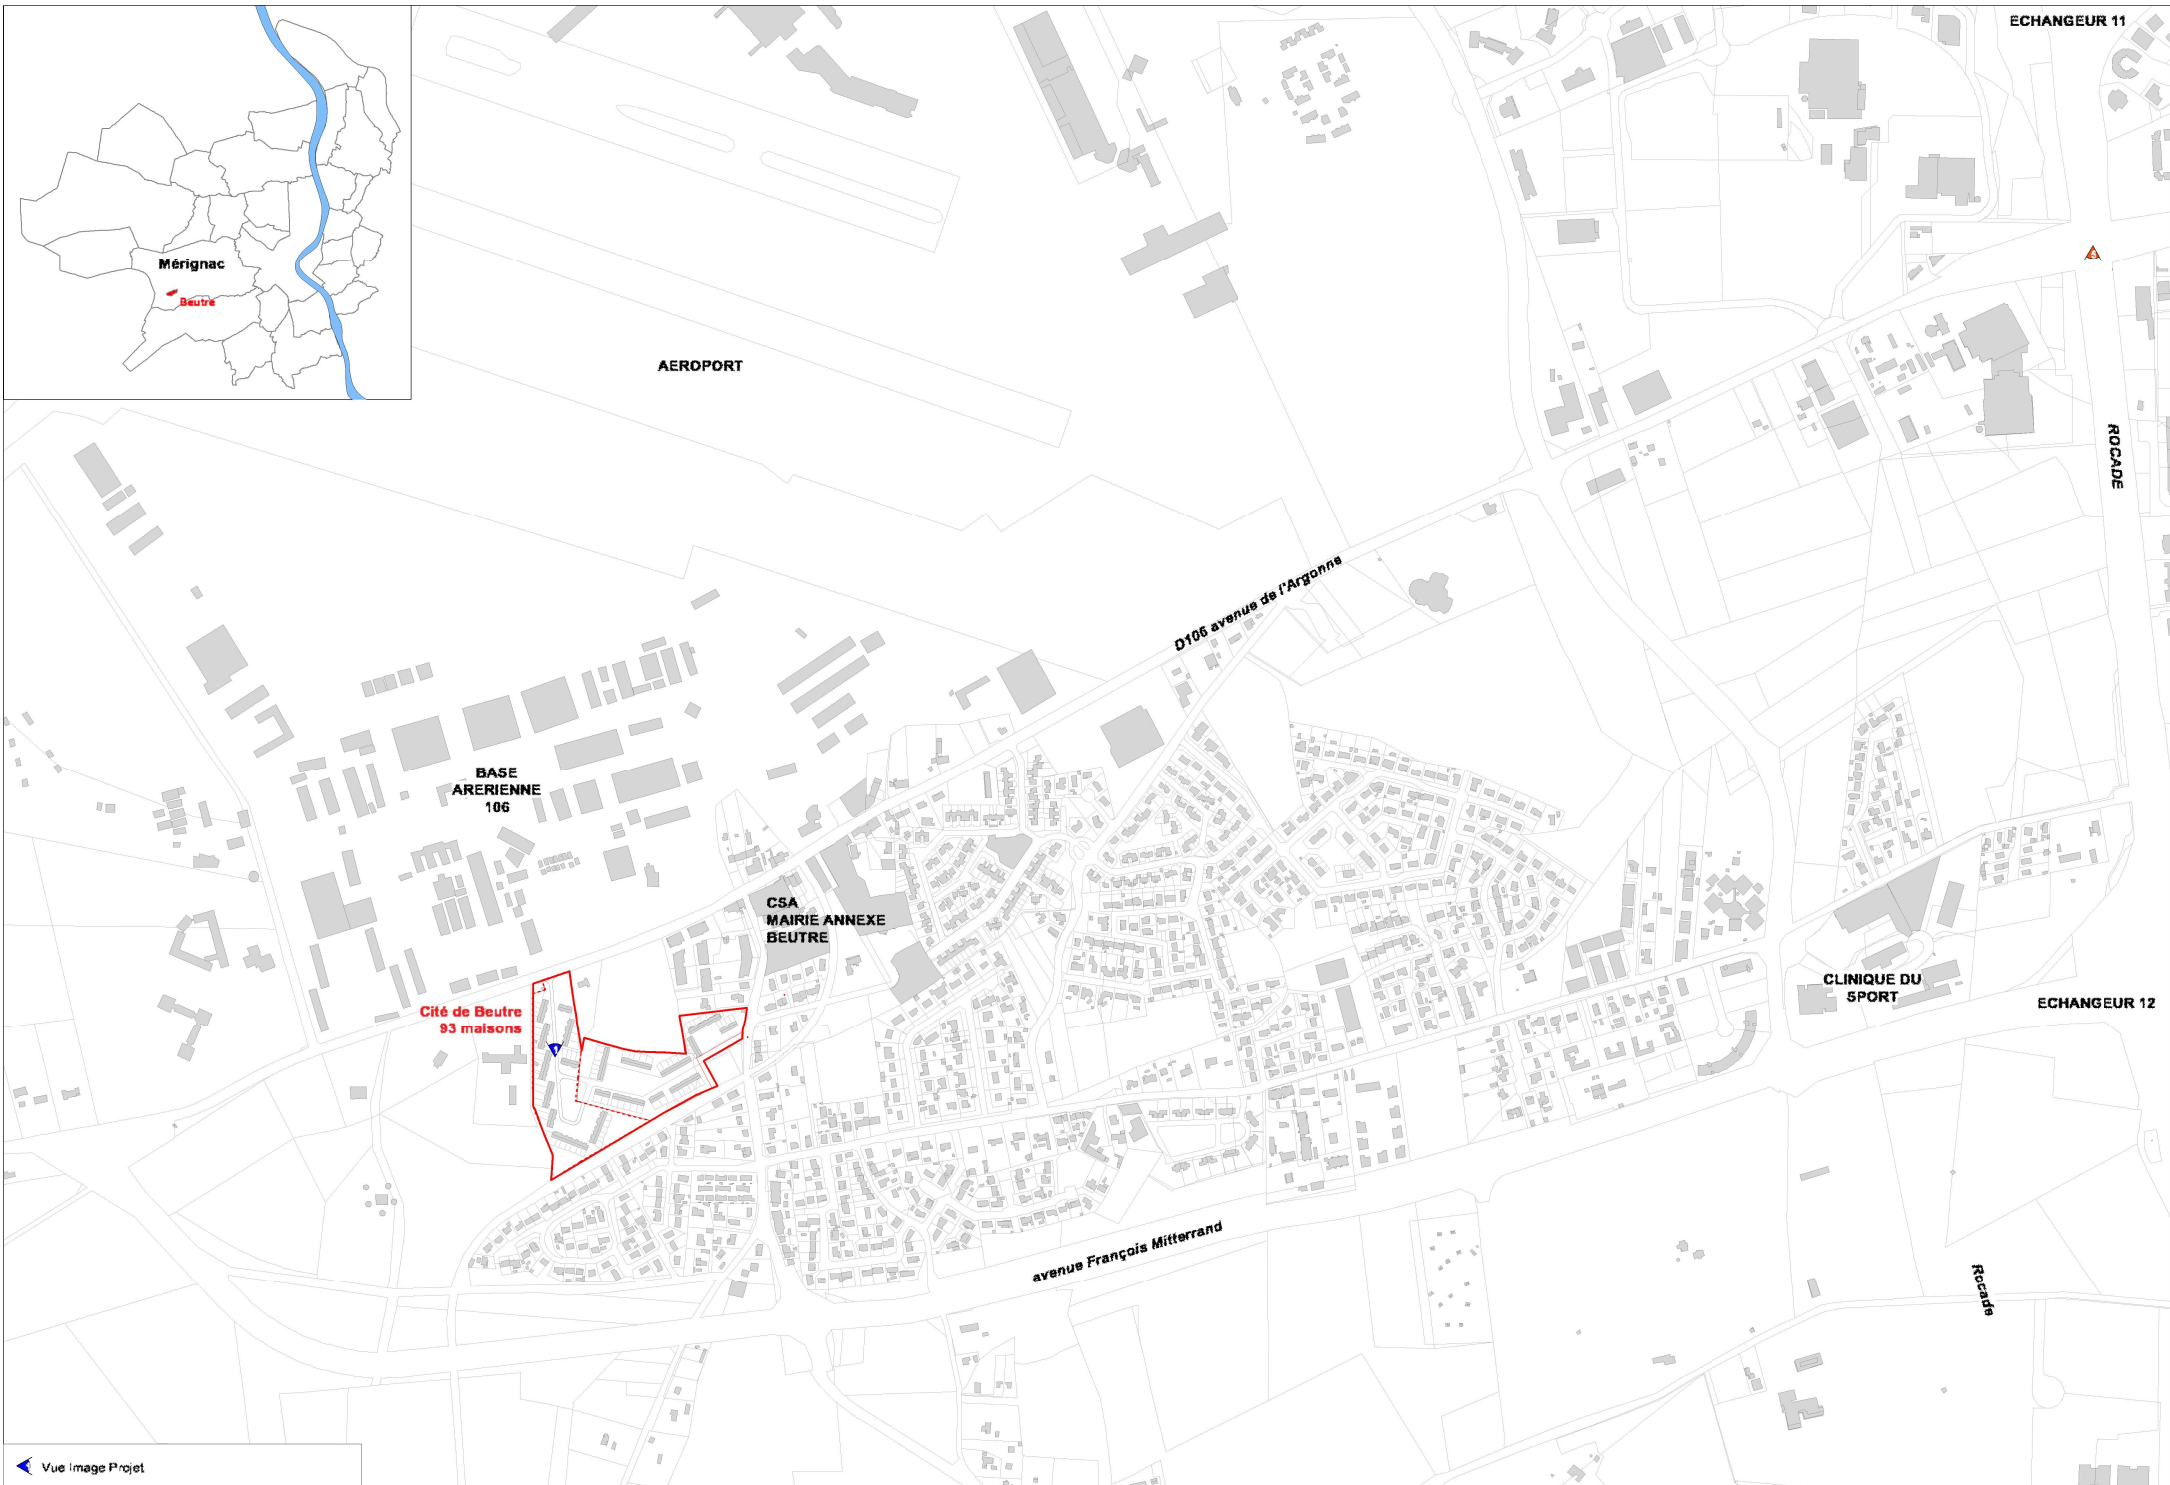 ECHANGEUR 11
Mérignac
Beutre
AEROPORT
ROCADE
D106 avenue de l'Argonne
BASE
ARERIENNE
106
CSA
MAIRIE ANNEXE
BEUTRE
Cité de Beutre
93 maisons
CLINIQUE DU
SPORT
ECHANGEUR 12
avenue François Mitterrand
Rocade
Vue Image Projet